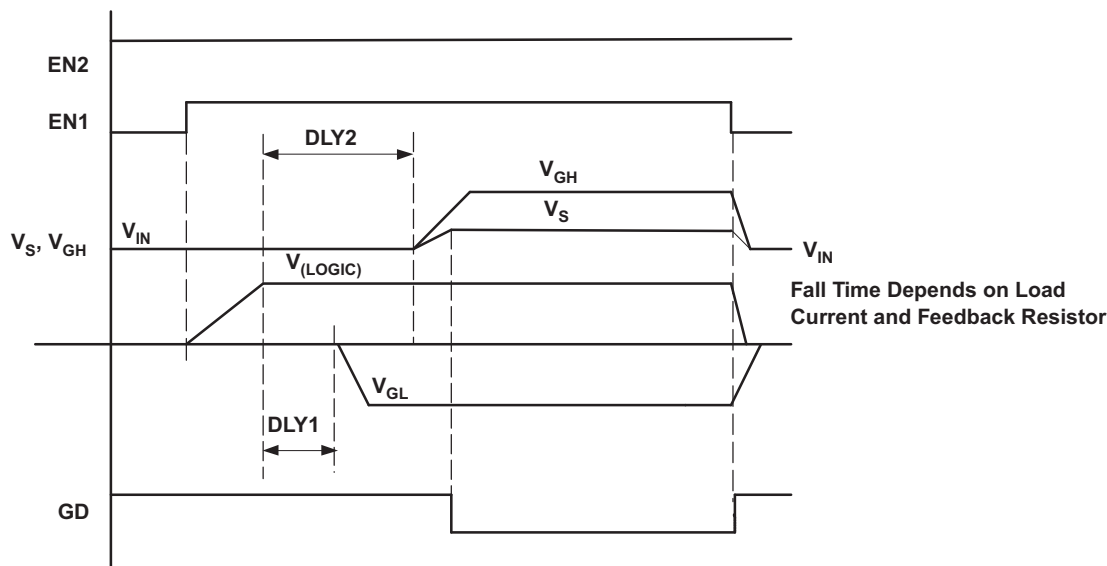 EN2
EN1
DLY2
V_GH
V_S
V_IN
V_S, V_GH
V_IN
V_(LOGIC)
Fall Time Depends on Load
Current and Feedback Resistor
V_GL
DLY1
GD